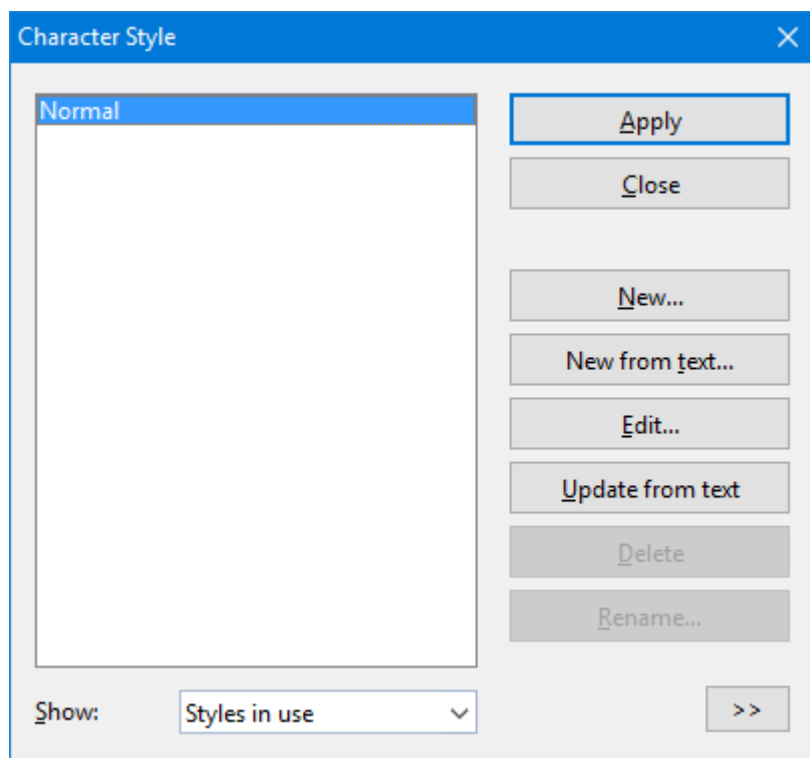 Character Style
Normal
Apply
Close
New...
New from text...
Edit...
Update from text
Delete
Rename...
Show:
Styles in use
>>